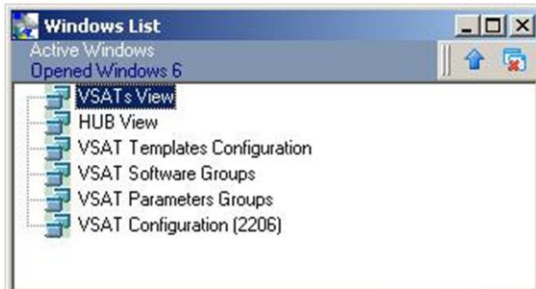 Windows List
Active Windows
Opened Windows 6
VSATs View
HUB View
VSAT Templates Configuration
VSAT Software Groups
VSAT Parameters Groups
VSAT Configuration (2206)